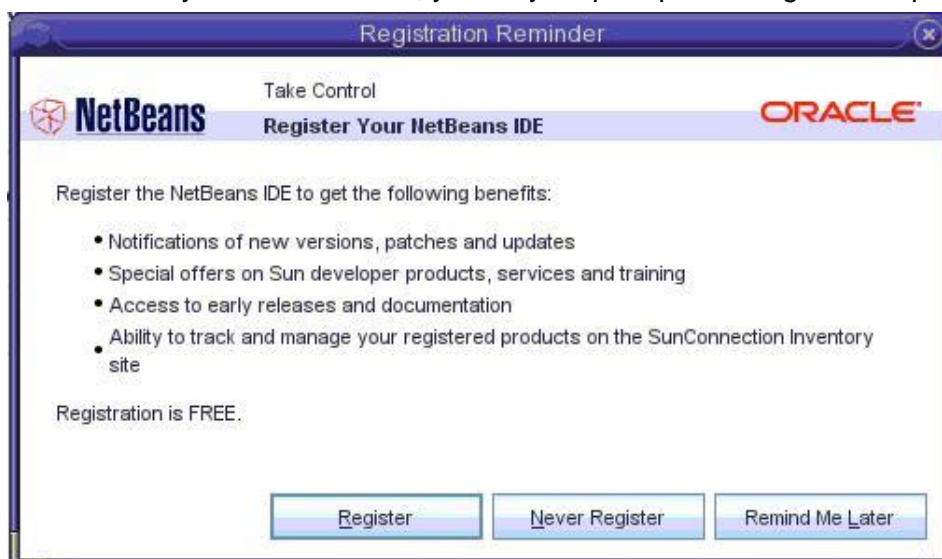 Registration Reminder
NetBeans
Take Control
Register Your NetBeans IDE
ORACLE
Register the NetBeans IDE to get the following benefits:
• Notifications of new versions, patches and updates
• Special offers on Sun developer products, services and training
• Access to early releases and documentation
• Ability to track and manage your registered products on the SunConnection Inventory
site
Registration is FREE.
Register Never Register Remind Me Later